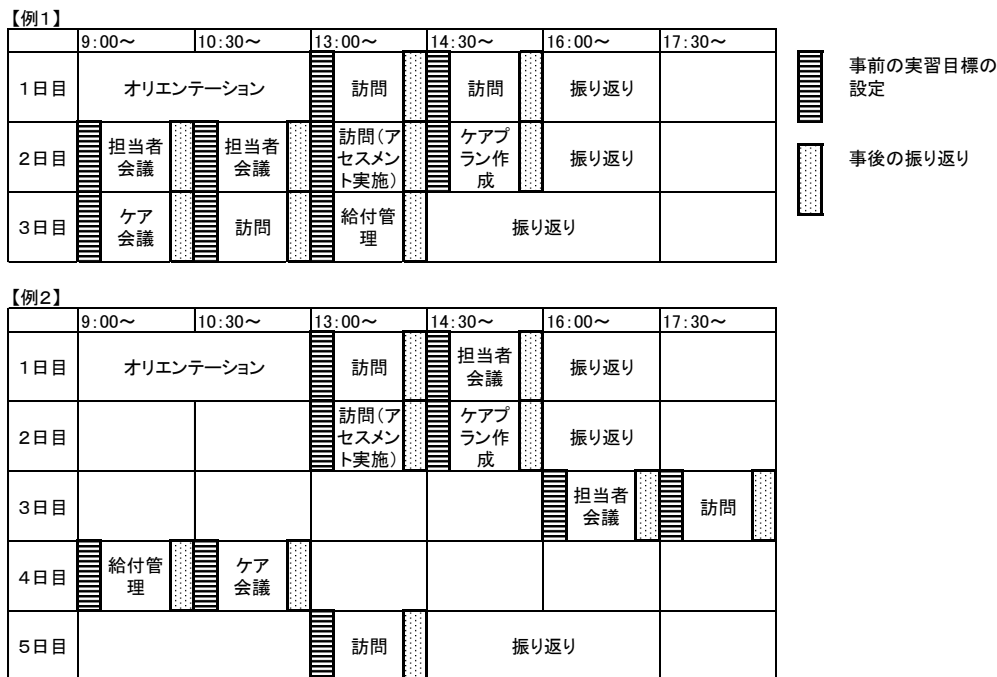 【例1】
9:00～ 10:30～ 13:00～ 14:30～ 16:00～ 17:30～
1日目 オリエンテーション 訪問 訪問 振り返り
2日目 担当者会議 担当者会議 訪問(アセスメント実施) ケアプラン作成 振り返り
3日目 ケア会議 訪問 給付管理 振り返り
事前の実習目標の
設定
事後の振り返り
【例2】
9:00～ 10:30～ 13:00～ 14:30～ 16:00～ 17:30～
1日目 オリエンテーション 訪問 担当者会議 振り返り
2日目 訪問(アセスメント実施) ケアプラン作成 振り返り
3日目 担当者会議 訪問
4日目 給付管理 ケア会議
5日目 訪問 振り返り